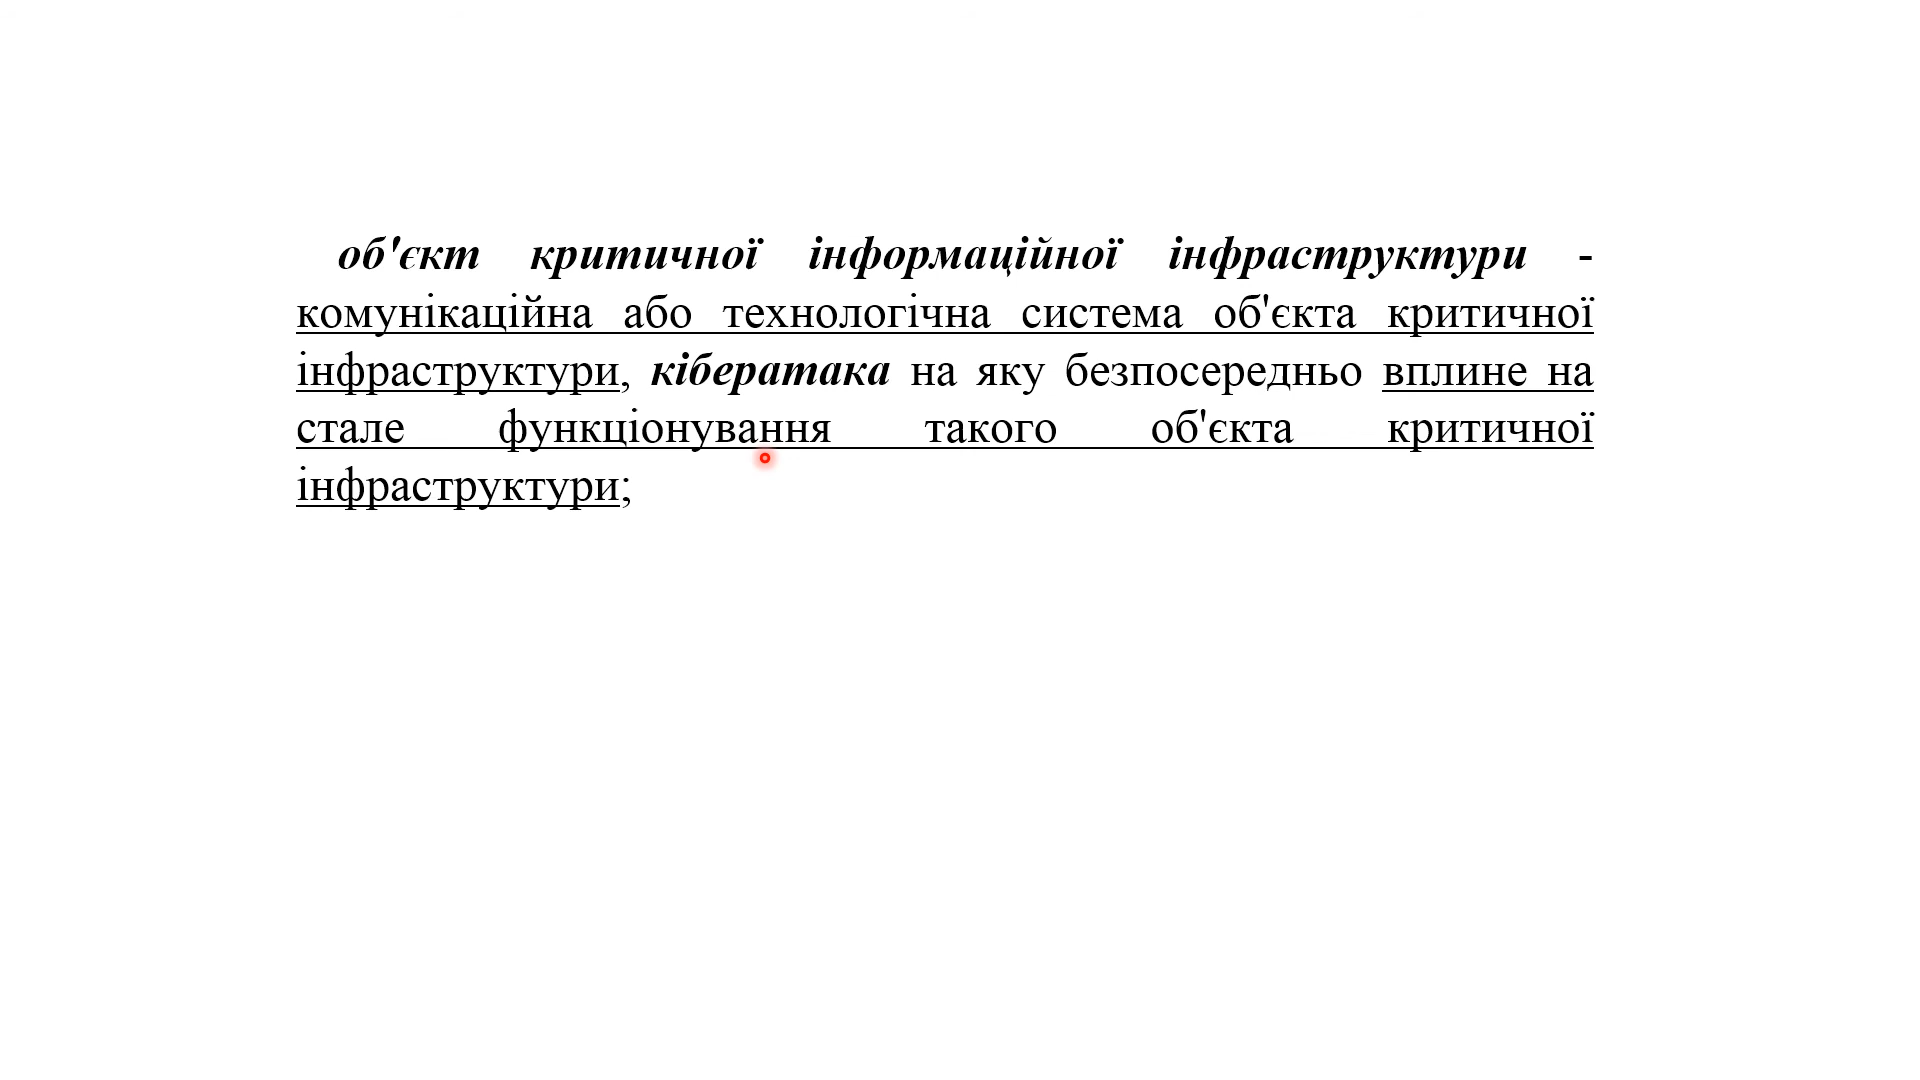 об'єкт критичної інформаційної інфраструктури -
комунікаційна або технологічна система об'єкта критичної
інфраструктури, кібератака на яку безпосередньо вплине на
стале функціонування такого об'єкта критичної
інфраструктури;